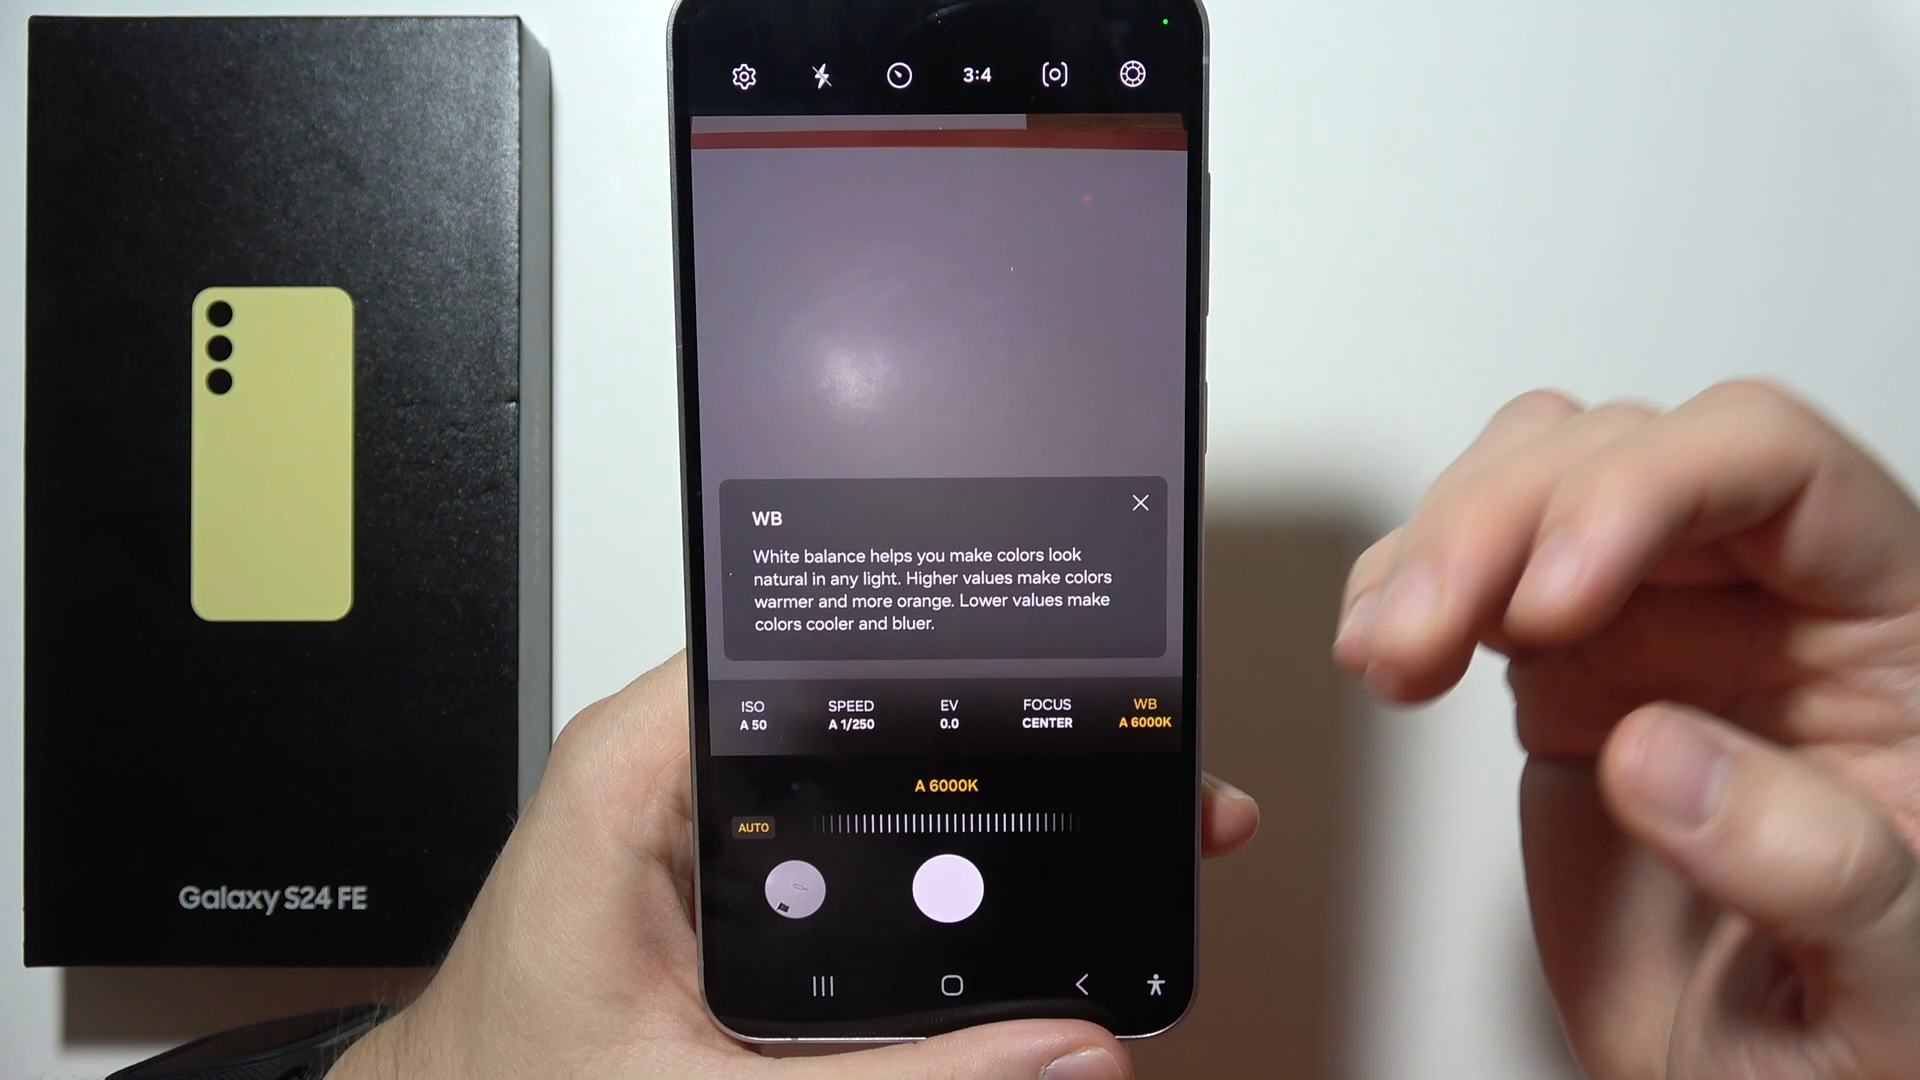 3:4
WB
White balance helps you make colors look
natural in any light. Higher values make colors
warmer and more orange. Lower values make
colors cooler and bluer.
ISO SPEED EV FOCUS WB
A 50 A 1/250 0.0 CENTER A 6000K
A 6000K
AUTO
Galaxy S24 FE